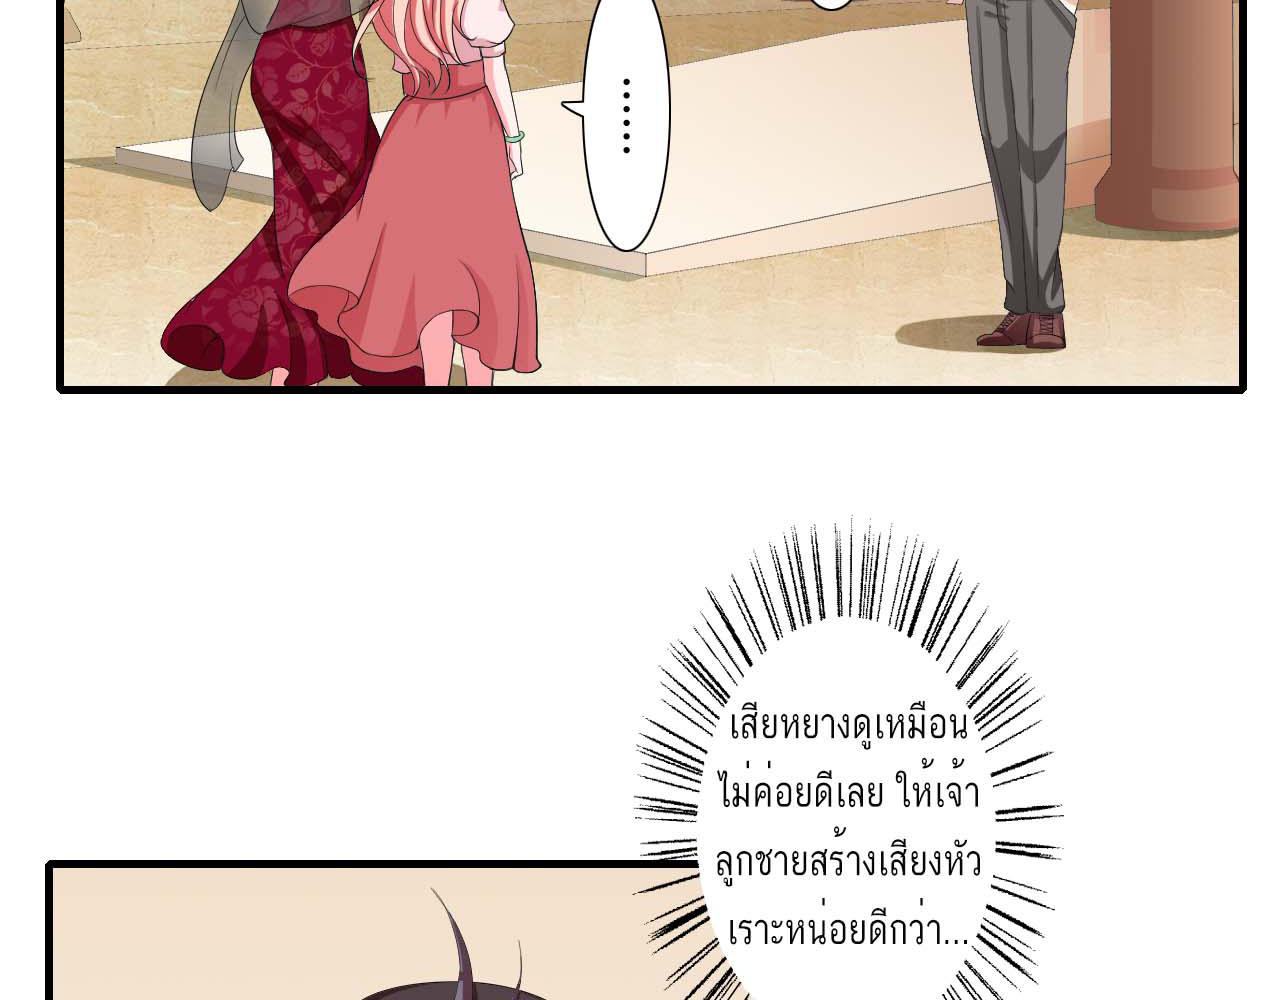 ......
เสียหยางดูเหมือน
ไม่ค่อยดีเลย ให้เจ้า
ลูกชายสร้างเสียงหัว
เราะหน่อยดีกว่า...